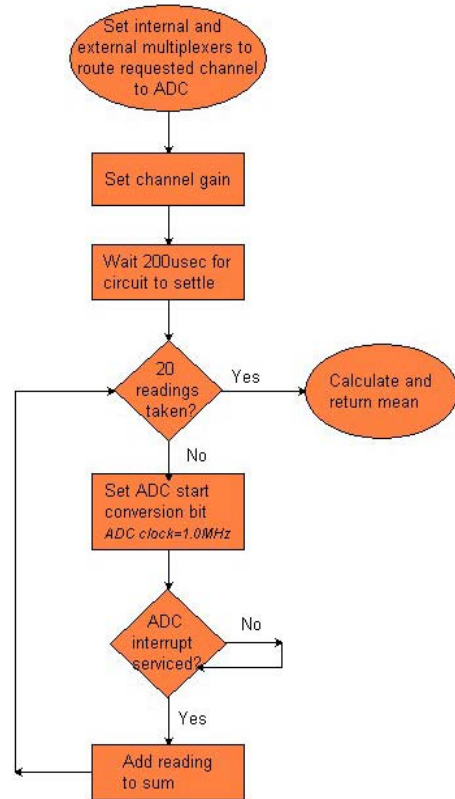 Set internal and
external multiplexers to
route requested channel
to ADC
Set channel gain
Wait 200usec for
circuit to settle
20
readings
taken?
Yes
Calculate and
return mean
No
Set ADC start
conversion bit
ADC clock=1.0MHz
ADC
interrupt
serviced?
No
Yes
Add reading
to sum